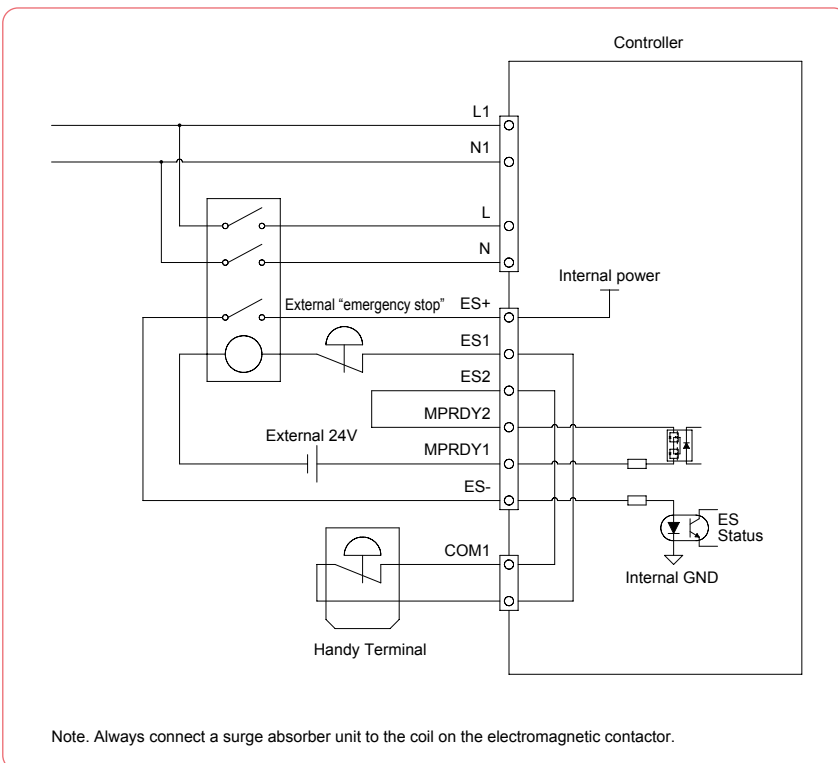 Controller
L1
N1
L
N
Internal power
External “emergency stop”
ES+
ES1
ES2
MPRDY2
External 24V
MPRDY1
ES-
ES
Status
COM1
Internal GND
Handy Terminal
Note. Always connect a surge absorber unit to the coil on the electromagnetic contactor.